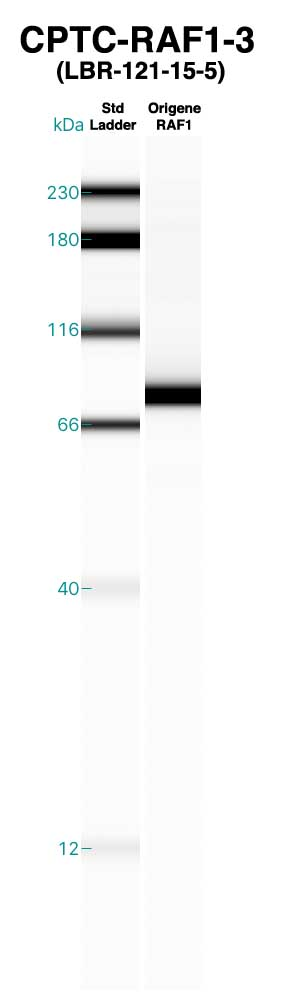 CPTC-RAF1-3
(LBR-121-15-5)
Std Origene
kDa Ladder RAF1
230
180
116
66
40
12